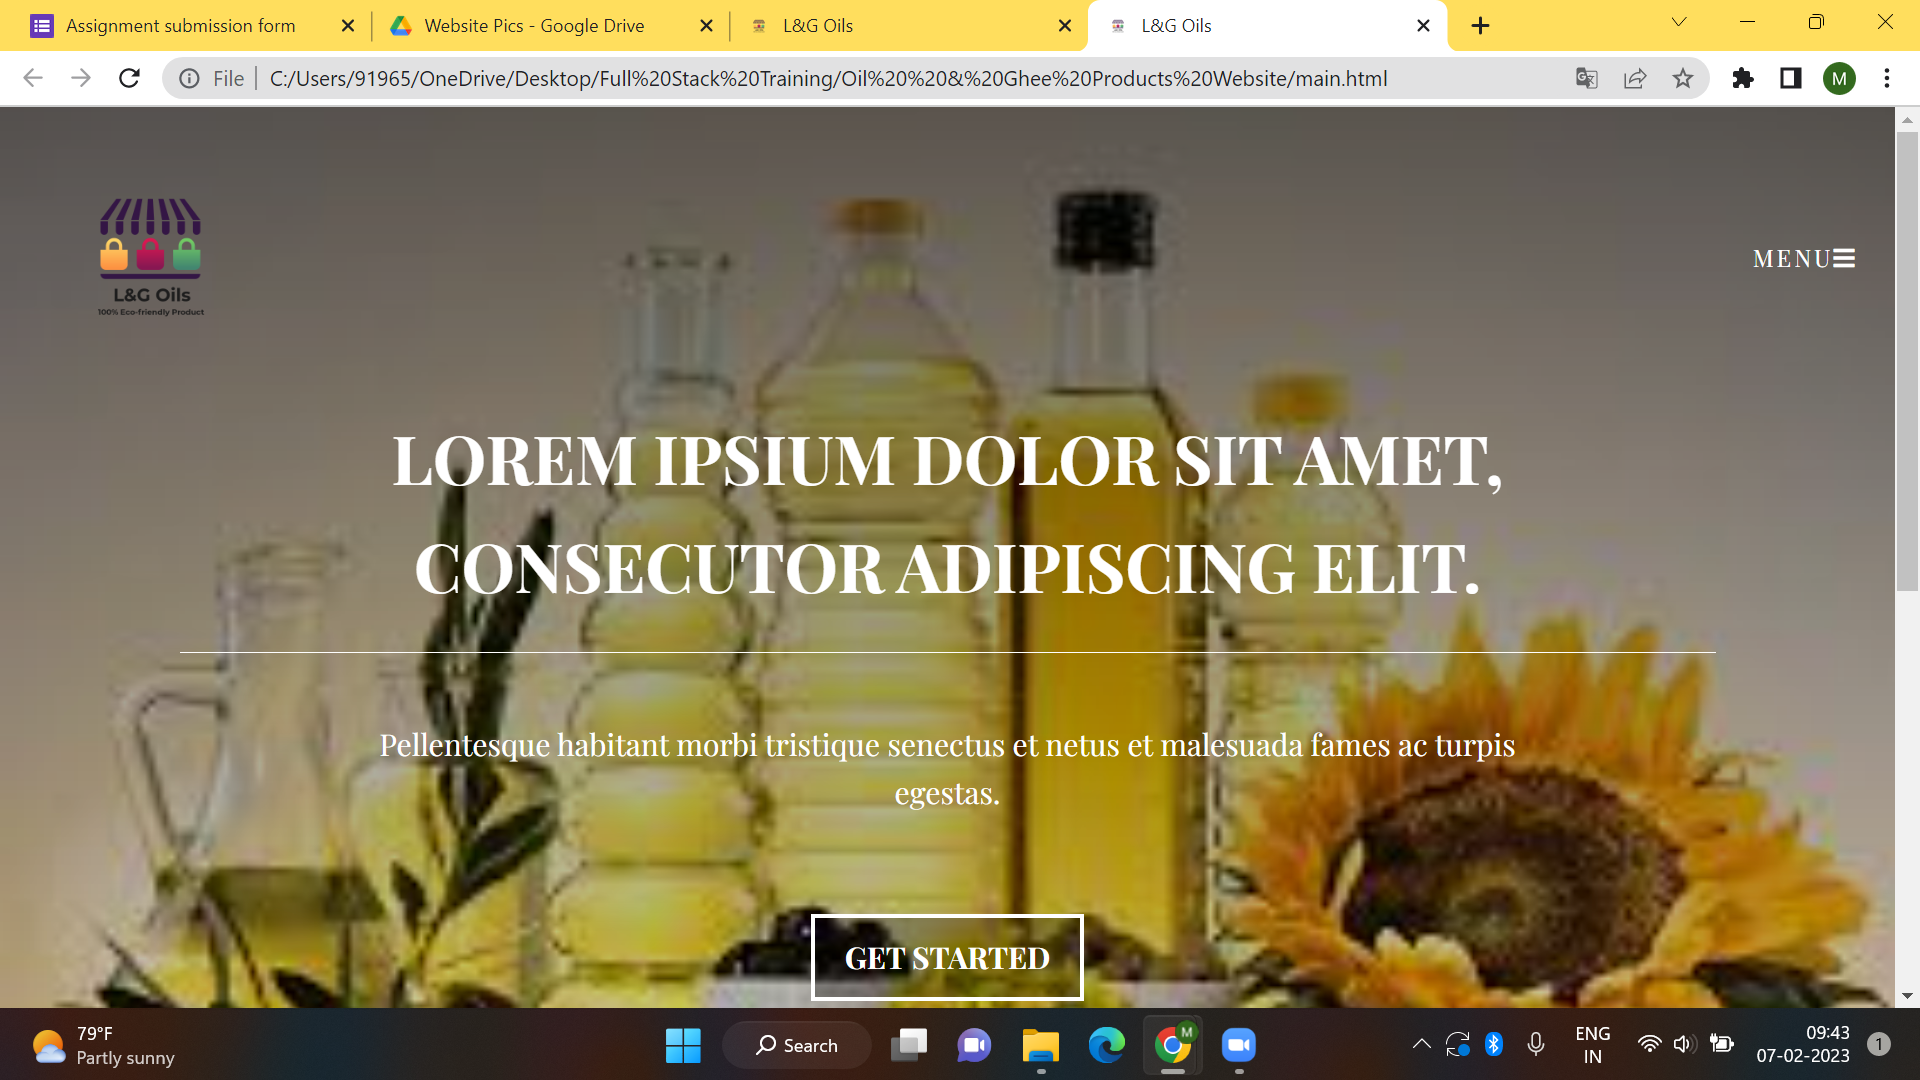 Assignment submission form
Website Pics - Google Drive
L&G Oils
L&G Oils
File
C:/Users/91965/OneDrive/Desktop/Full%20Stack%20Training/Oil%20%20&%20Ghee%20Products%20Website/main.html
M
L&G Oils
100% Eco-friendly Product
MENU
LOREM IPSIUM DOLOR SIT AMET,
CONSECUTOR ADIPISCING ELIT.
Pellentesque habitant morbi tristique senectus et netus et malesuada fames ac turpis
egestas.
GET STARTED
79°F
Partly sunny
Search
M
ENG
IN
09:43
07-02-2023
1